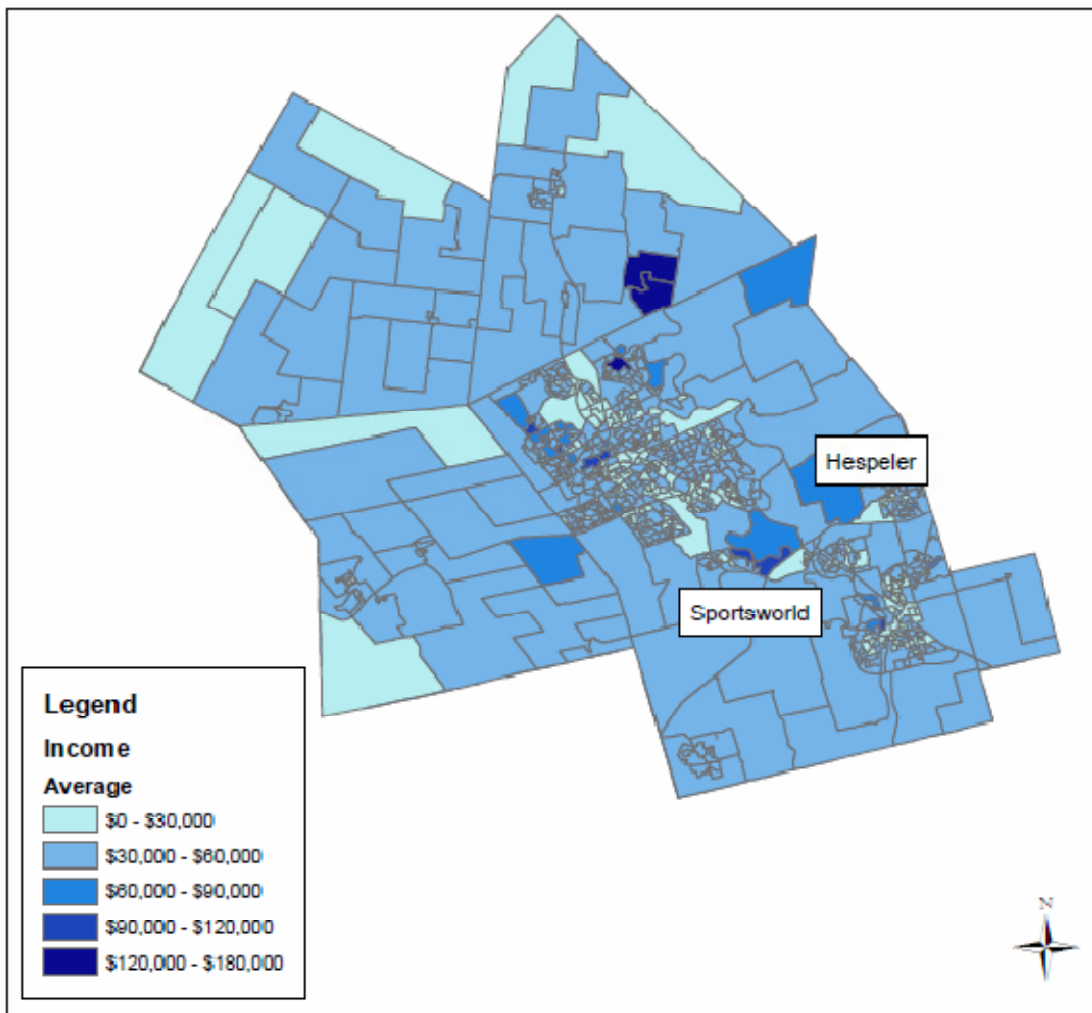 Hespeler
Sportsworld
Legend
Income
Average
$0 - $30,000
$30,000 - $60,000
$60,000 - $90,000
$90,000 - $120,000
$120,000 - $180,000
N